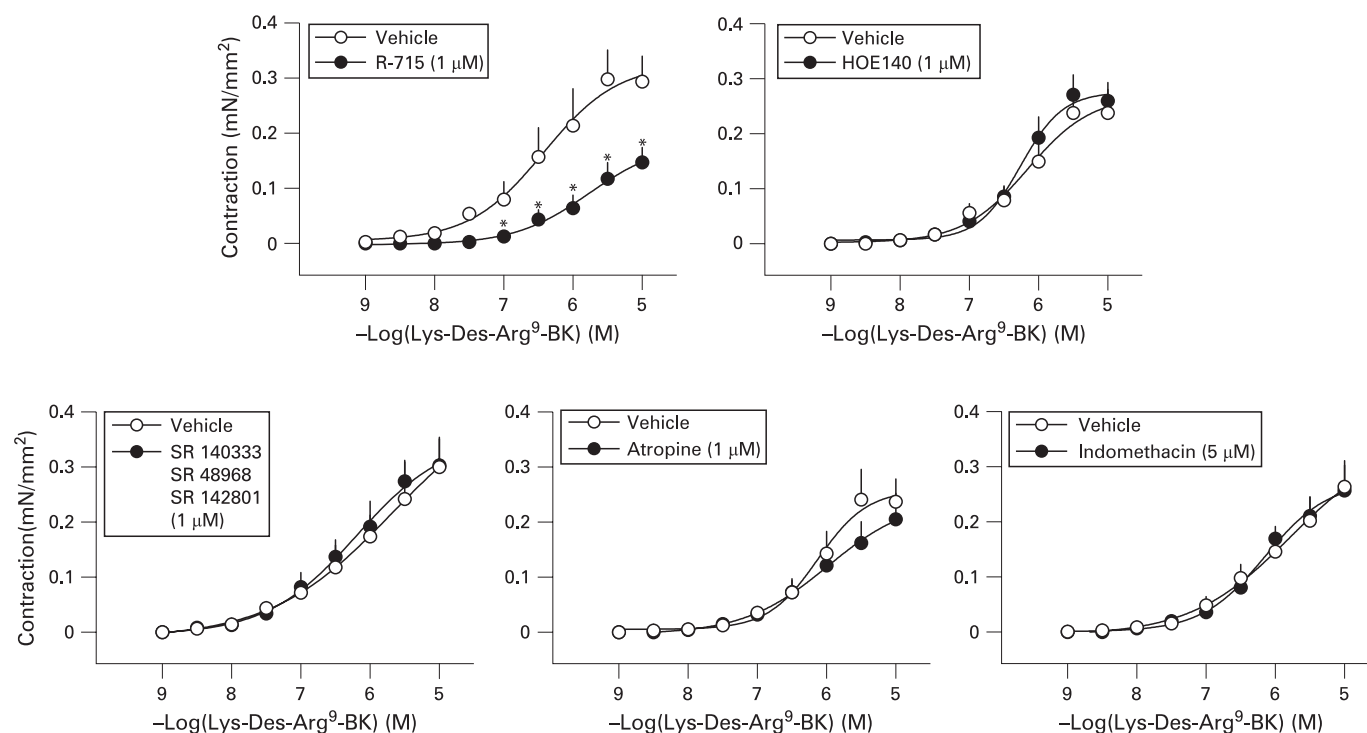 Contraction (mN/mm²)
0.4
0.3
0.2
0.1
0
Vehicle
R-715 (1 μM)
* * * * *
9 8 7 6 5
–Log(Lys-Des-Arg⁹-BK) (M)
0.4
0.3
0.2
0.1
0
Vehicle
HOE140 (1 μM)
9 8 7 6 5
–Log(Lys-Des-Arg⁹-BK) (M)
Contraction(mN/mm²)
0.4
0.3
0.2
0.1
0
Vehicle
SR 140333
SR 48968
SR 142801
(1 μM)
9 8 7 6 5
–Log(Lys-Des-Arg⁹-BK) (M)
0.4
0.3
0.2
0.1
0
Vehicle
Atropine (1 μM)
9 8 7 6 5
–Log(Lys-Des-Arg⁹-BK) (M)
0.4
0.3
0.2
0.1
0
Vehicle
Indomethacin (5 μM)
9 8 7 6 5
–Log(Lys-Des-Arg⁹-BK) (M)